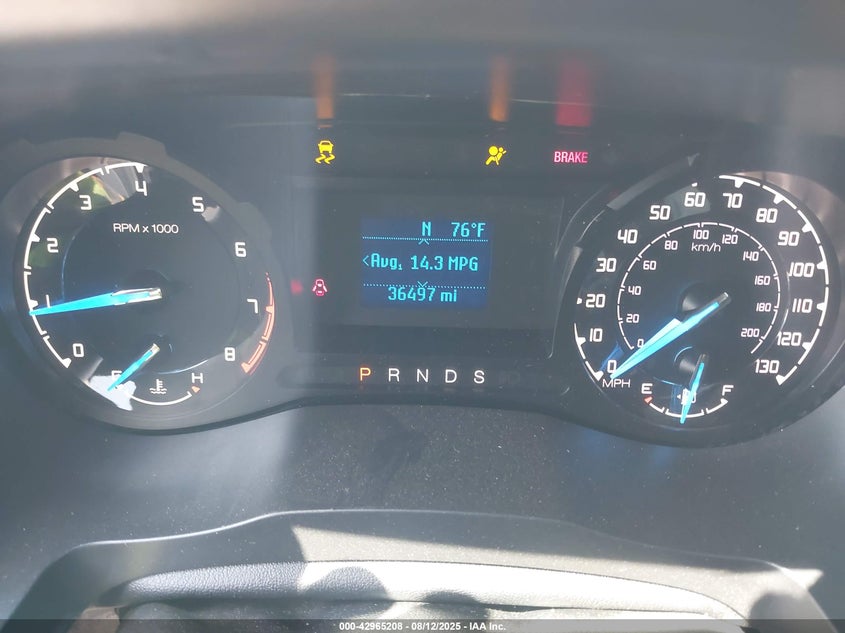 BRAKE
0 1 2 3 4 5 6 7 8
RPM x 1000
H
N 76°F
<Avg: 14.3 MPG
36497 mi
P R N D S
0 10 20 30 40 50 60 70 80 90 100 110 120 130
MPH
0 20 40 60 80 100 120 140 160 180 200
km/h
E F
000-42965208 - 08/12/2025 - IAA Inc.